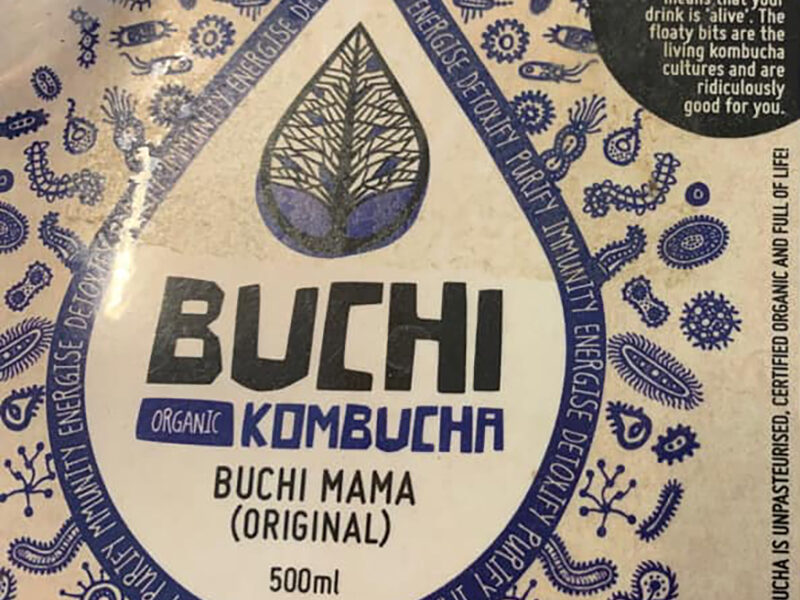 means that your
drink is 'alive'. The
floaty bits are the
living kombucha
cultures and are
ridiculously
good for you.
ENERGISE DETOXIFY PURIFY IMMUNITY ENERGISE DETOXIFY PURIFY
PURIFY IMMUNITY ENERGISE DETOXIFY IMMUNITY ENERGISE
BUCHI
ORGANIC KOMBUCHA
BUCHI MAMA
(ORIGINAL)
500ml
UCHA IS UNPASTEURISED, CERTIFIED ORGANIC AND FULL OF LIFE!